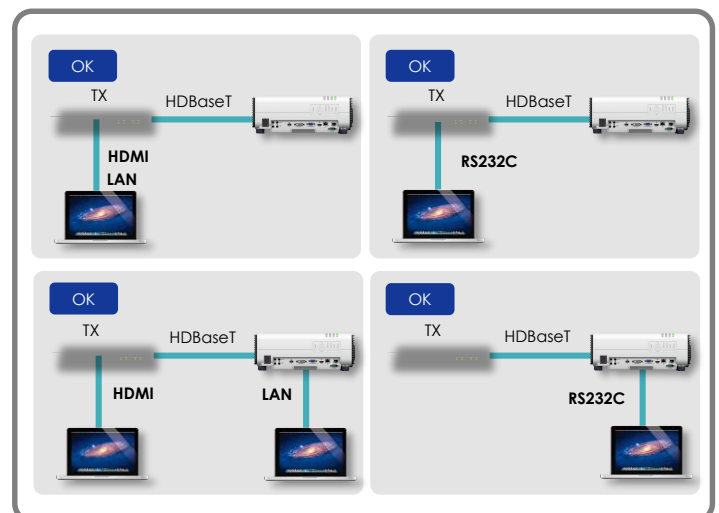 OK
TX
HDBaseT
HDMI
LAN
OK
TX
HDBaseT
RS232C
OK
TX
HDBaseT
HDMI
LAN
OK
TX
HDBaseT
RS232C